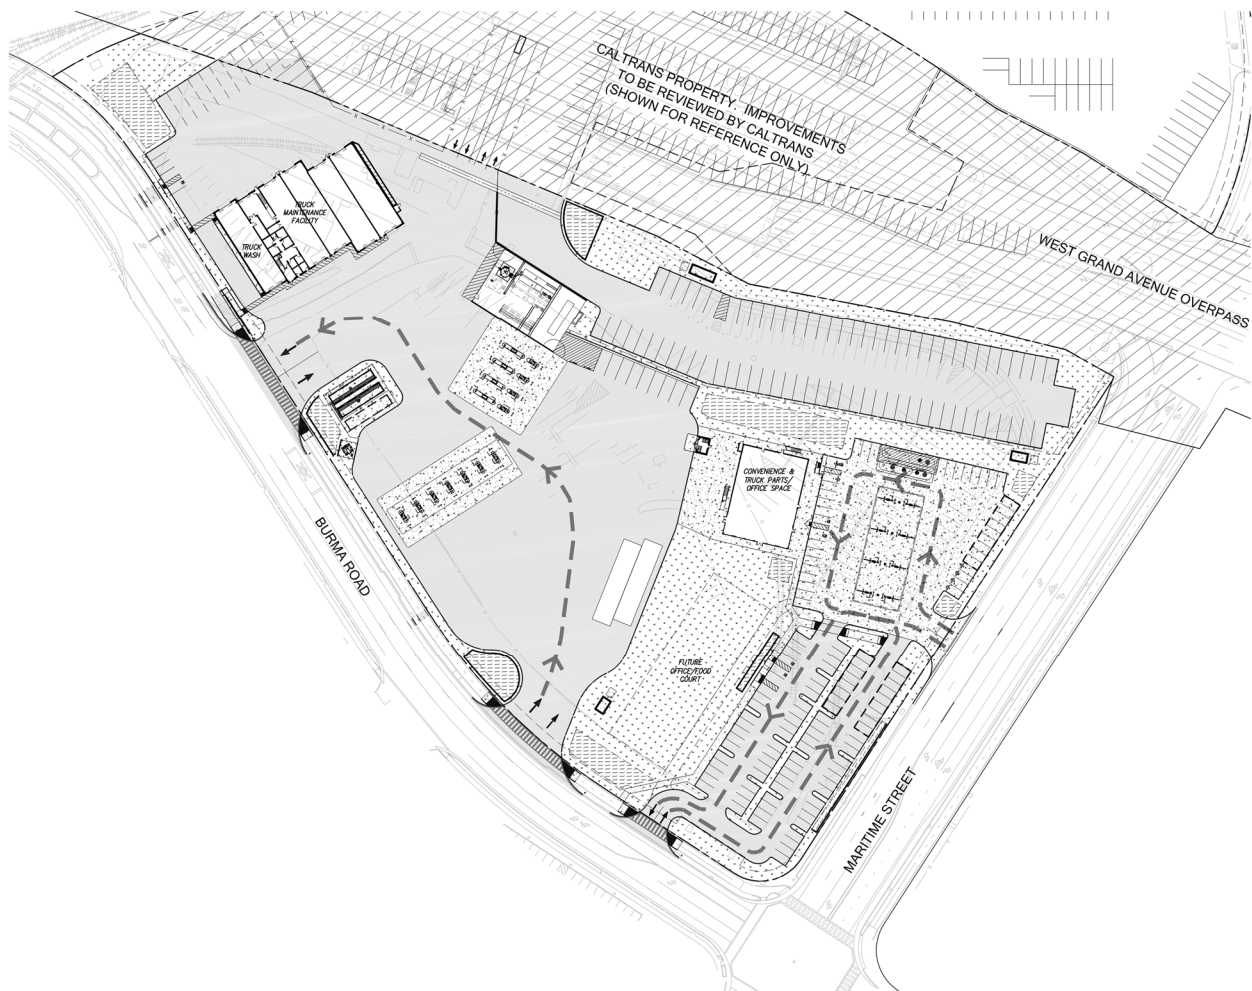 CALTRANS PROPERTY - IMPROVEMENTS
TO BE REVIEWED BY CALTRANS
(SHOWN FOR REFERENCE ONLY)
WEST GRAND AVENUE OVERPASS
TRUCK
MAINTENANCE
FACILITY
TRUCK
WASH
CONVENIENCE &
TRUCK PARTS/
OFFICE SPACE
BURMA ROAD
FUTURE
OFFICE/FOOD
COURT
MARITIME STREET